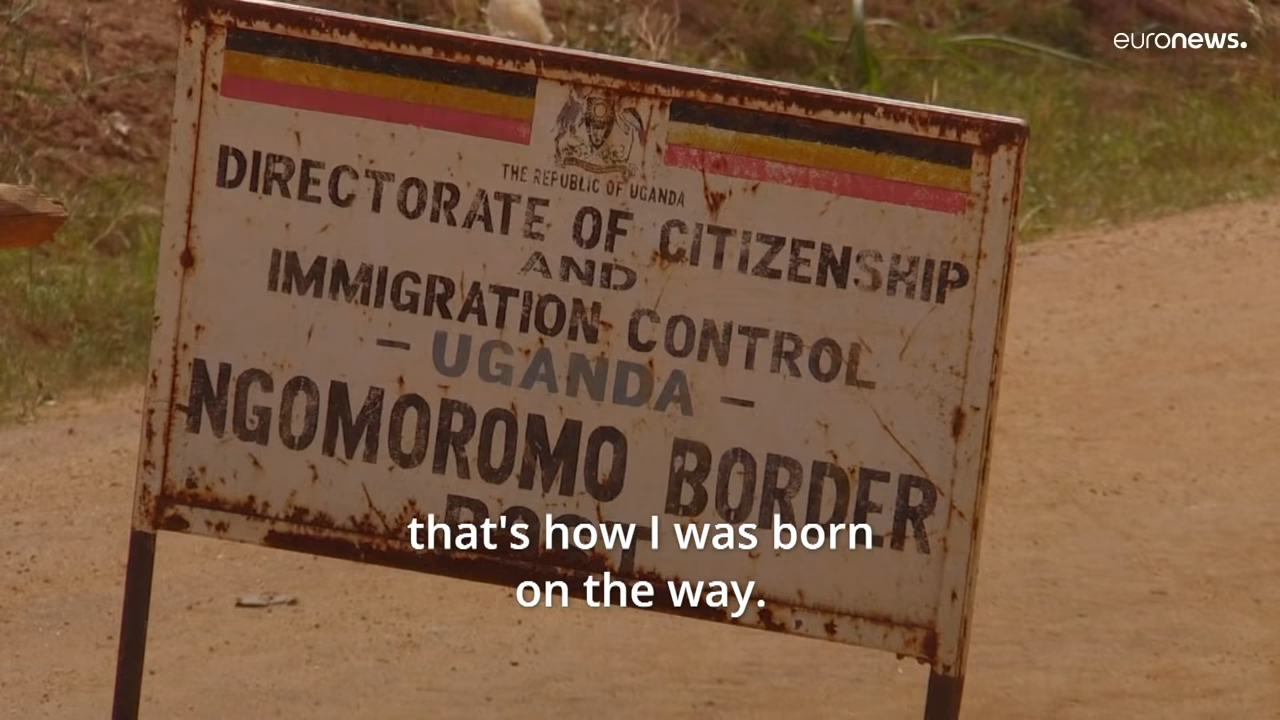 euronews.
THE REPUBLIC OF UGANDA
DIRECTORATE OF CITIZENSHIP
AND
IMMIGRATION CONTROL
- UGANDA -
NGOMOROMO BORDER
POST
that's how I was born
on the way.